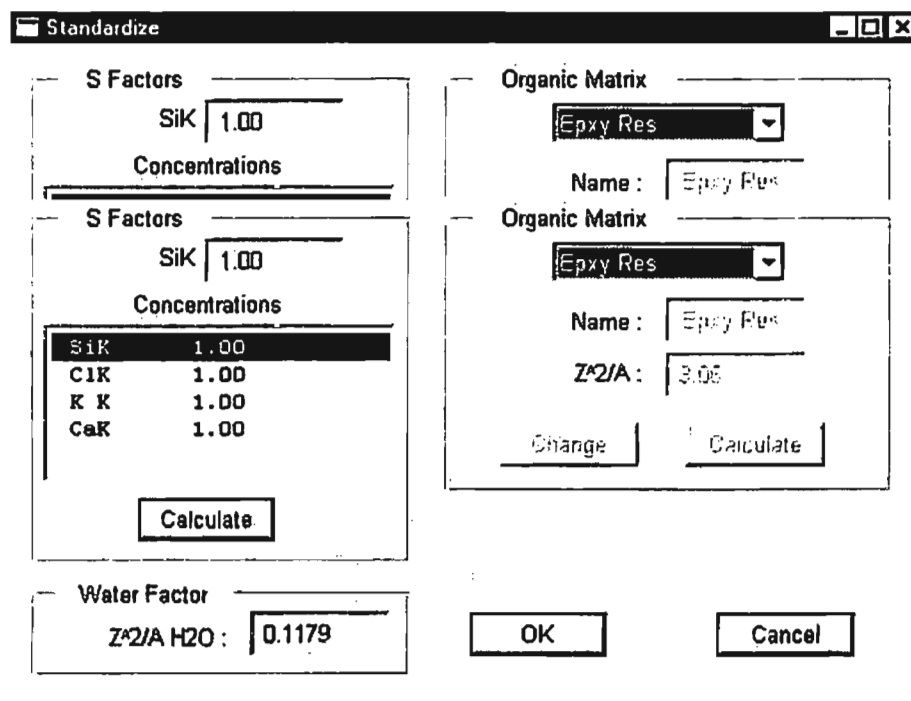 Standardize
S Factors
SiK 1.00
Concentrations
S Factors
SiK 1.00
Concentrations
SiK 1.00
ClK 1.00
K K 1.00
CaK 1.00
Calculate
Water Factor
Z^2/A H2O : 0.1179
Organic Matrix
Epxy Res
Name : Epxy Res
Organic Matrix
Epxy Res
Name : Epxy Res
Z^2/A :
Change Calculate
OK Cancel